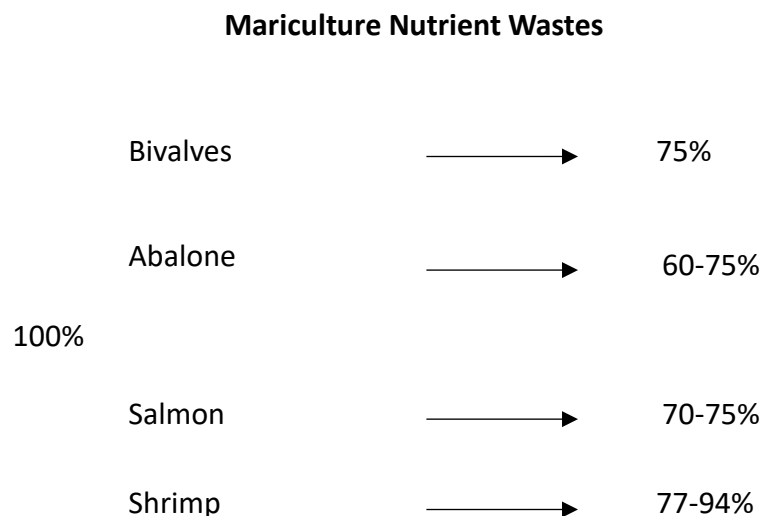 Mariculture Nutrient Wastes
Bivalves 75%
Abalone 60-75%
100%
Salmon 70-75%
Shrimp 77-94%